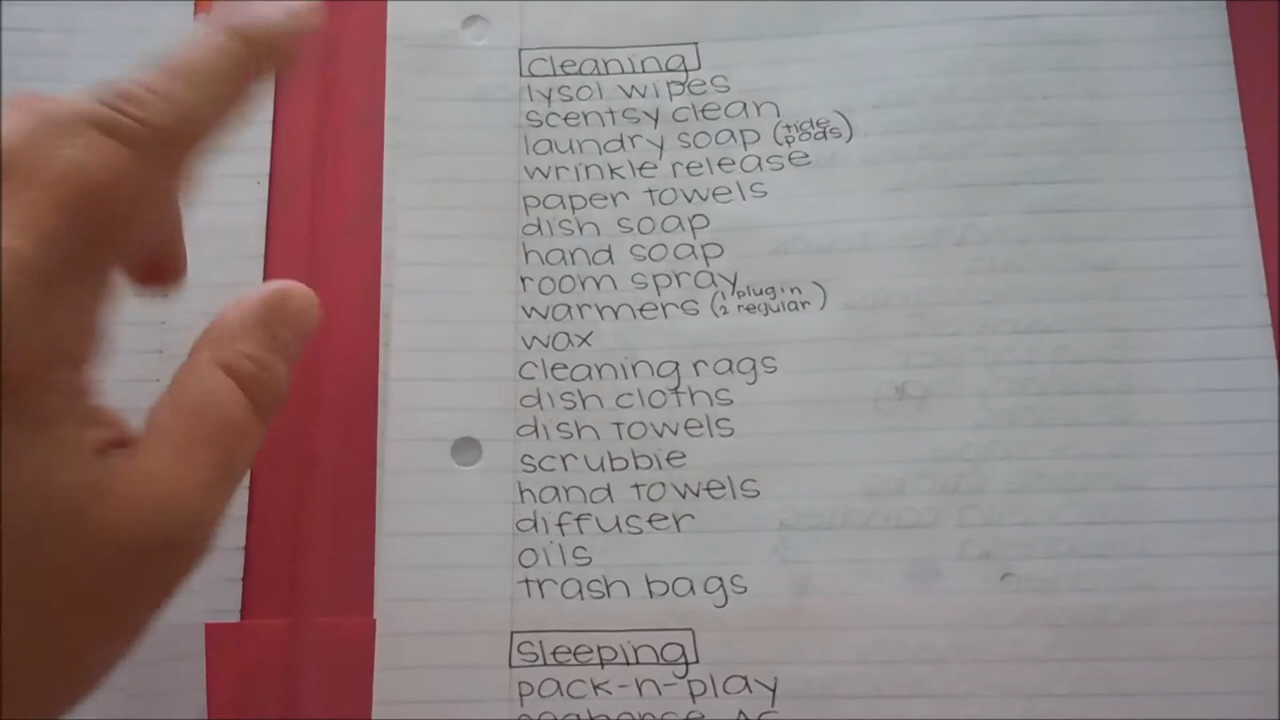 cleaning
lysol wipes
scentsy clean
laundry soap (tide pods)
wrinkle release
paper towels
dish soap
hand soap
room spray
warmers (1 plugin 2 regular)
wax
cleaning rags
dish cloths
dish towels
scrubbie
hand towels
diffuser
oils
trash bags
sleeping
pack-n-play